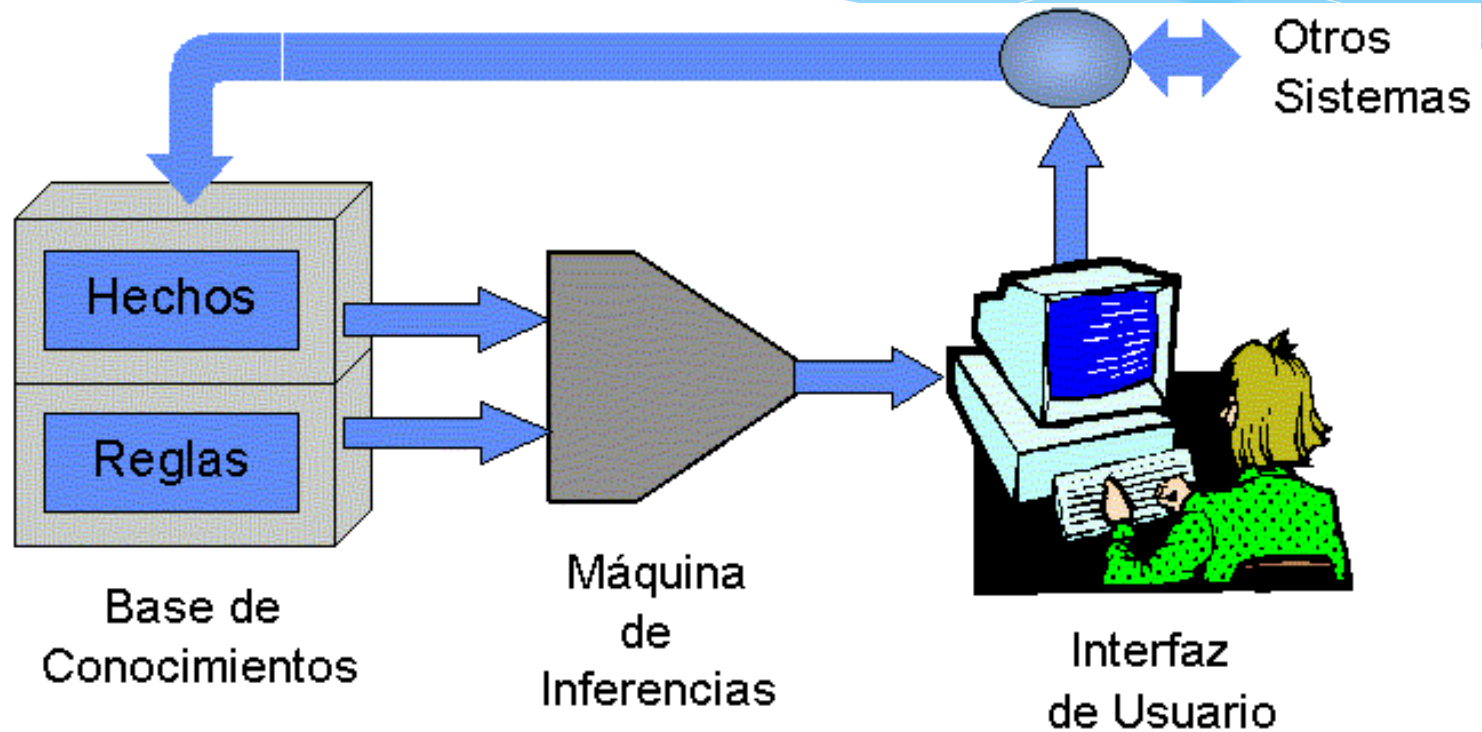 Otros
Sistemas
Hechos
Reglas
Base de
Conocimientos
Máquina
de
Inferencias
Interfaz
de Usuario